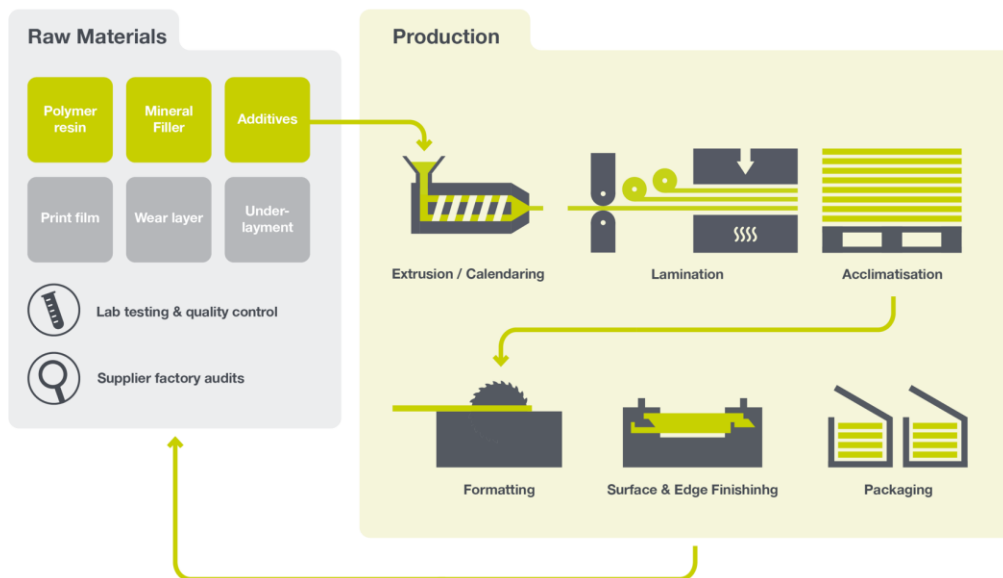 Raw Materials
Polymer
resin
Mineral
Filler
Additives
Print film
Wear layer
Under-
layment
Lab testing & quality control
Supplier factory audits
Production
Extrusion / Calendaring
Lamination
Acclimatisation
Formatting
Surface & Edge Finishinhg
Packaging